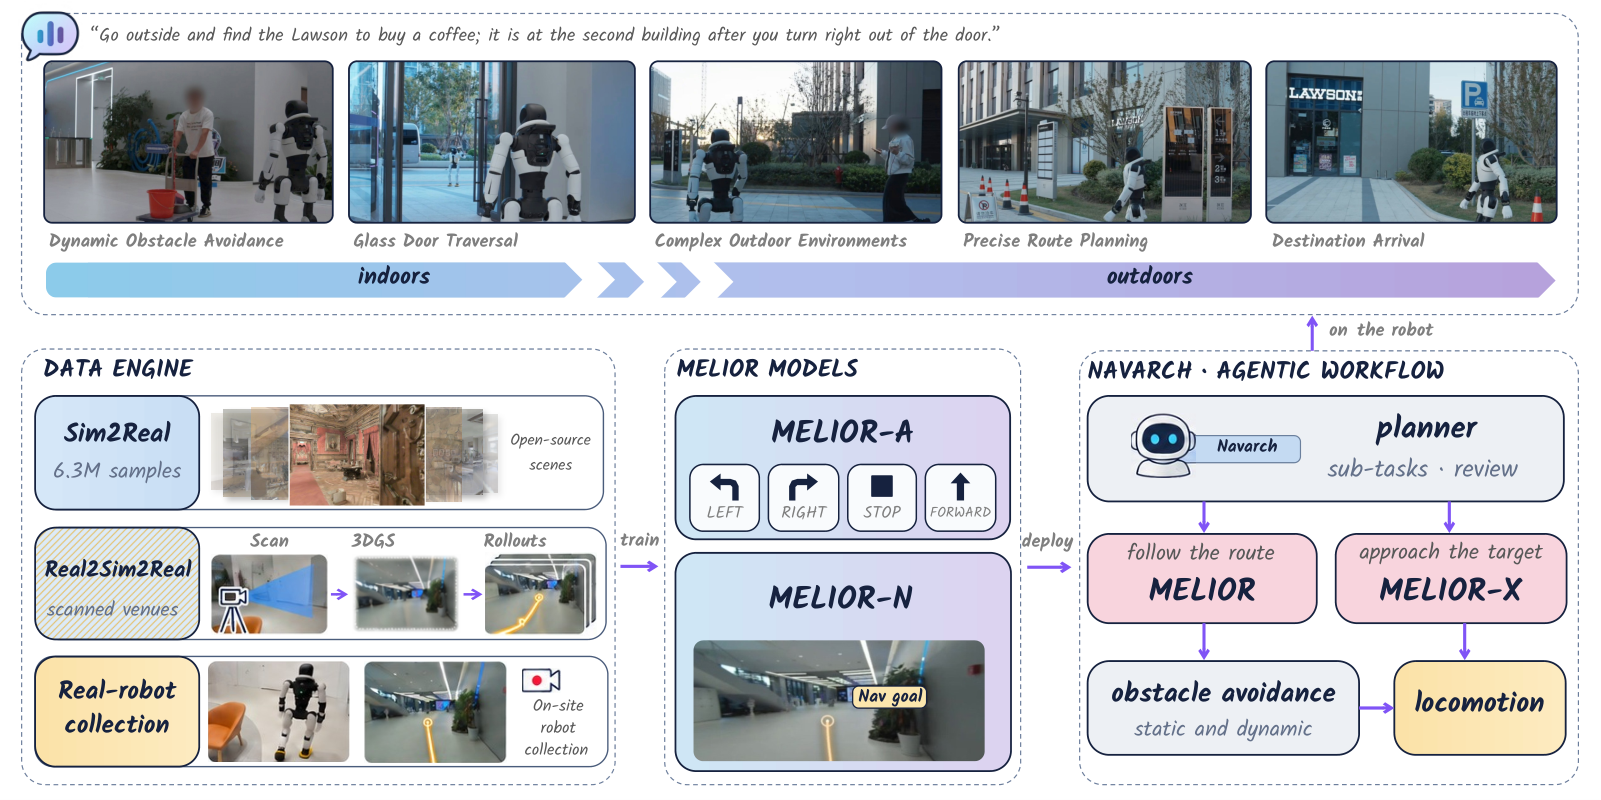 “Go outside and find the Lawson to buy a coffee; it is at the second building after you turn right out of the door.”
LAWSON
P
Dynamic Obstacle Avoidance
Glass Door Traversal
Complex Outdoor Environments
Precise Route Planning
Destination Arrival
indoors
outdoors
on the robot
DATA ENGINE
Sim2Real
6.3M samples
Open-source
scenes
Real2Sim2Real
scanned venues
Scan
3DGS
Rollouts
Real-robot
collection
On-site
robot
collection
train
MELIOR MODELS
MELIOR-A
LEFT
RIGHT
STOP
FORWARD
MELIOR-N
Nav goal
deploy
NAVARCH · AGENTIC WORKFLOW
Navarch
planner
sub-tasks · review
follow the route
MELIOR
approach the target
MELIOR-X
obstacle avoidance
static and dynamic
locomotion